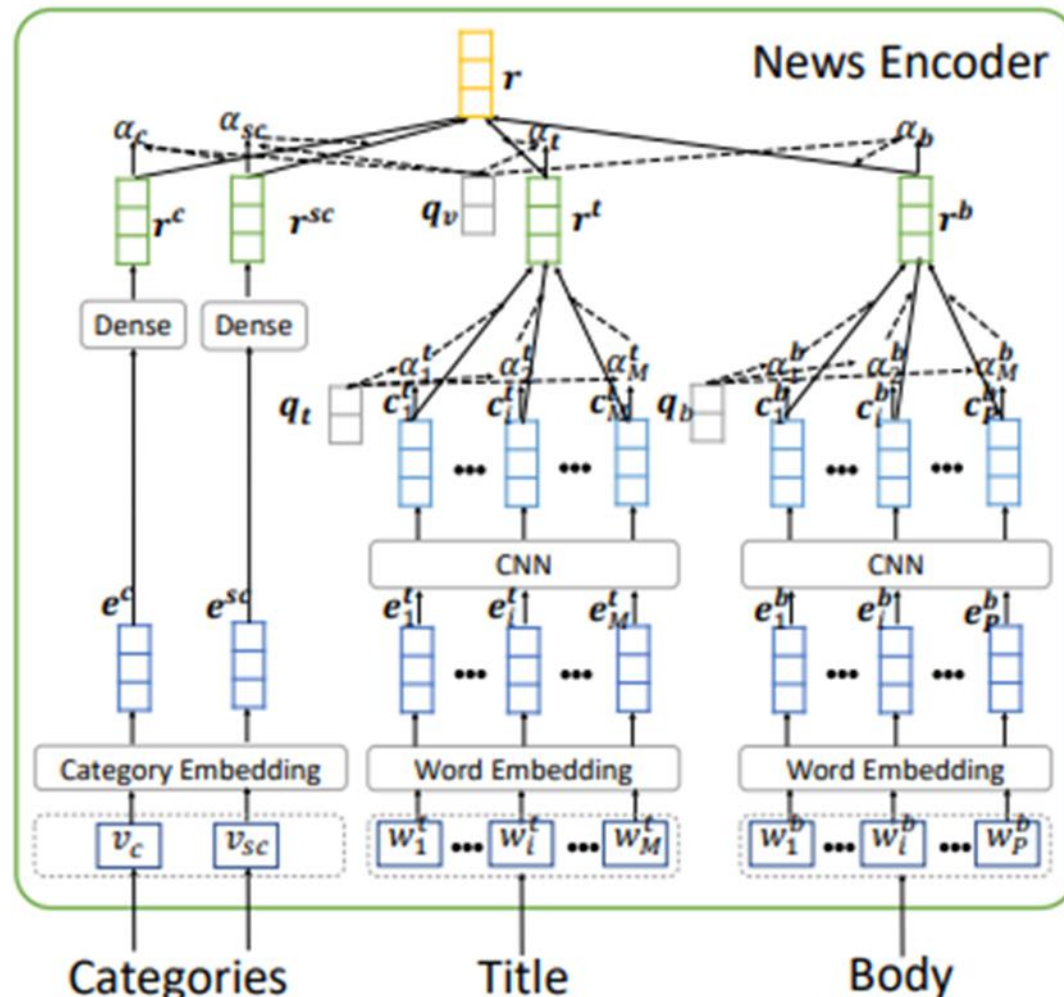 News Encoder
r
α_c α_sc α_t α_b
r^c r^sc q_v r^t r^b
Dense Dense
α_1^t α_2^t α_M^t α_1^b α_2^b α_M^b
q_t c_1^t c_i^t c_M^t q_b c_1^b c_i^b c_P^b
... ... ... ...
CNN CNN
e^c e^sc e_1^t e_i^t e_M^t e_1^b e_i^b e_P^b
... ... ... ...
Category Embedding Word Embedding Word Embedding
v_c v_sc w_1^t ... w_i^t ... w_M^t w_1^b ... w_i^b ... w_P^b
Categories Title Body